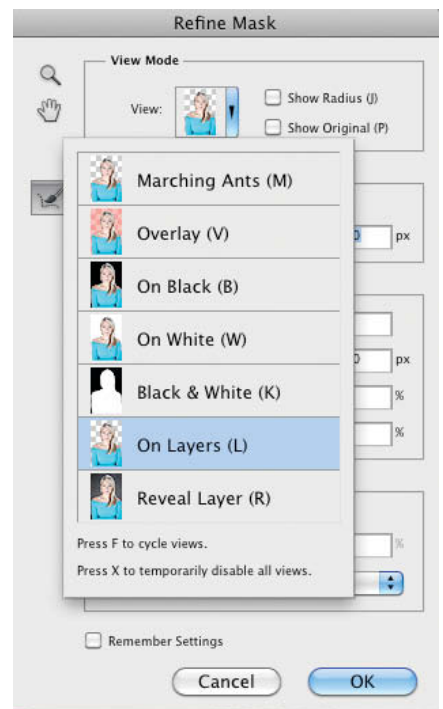 Refine Mask
View Mode
View:
Show Radius (J)
Show Original (P)
Marching Ants (M)
Overlay (V)
px
On Black (B)
On White (W)
px
Black & White (K)
%
On Layers (L)
%
Reveal Layer (R)
Press F to cycle views.
%
Press X to temporarily disable all views.
Remember Settings
Cancel
OK